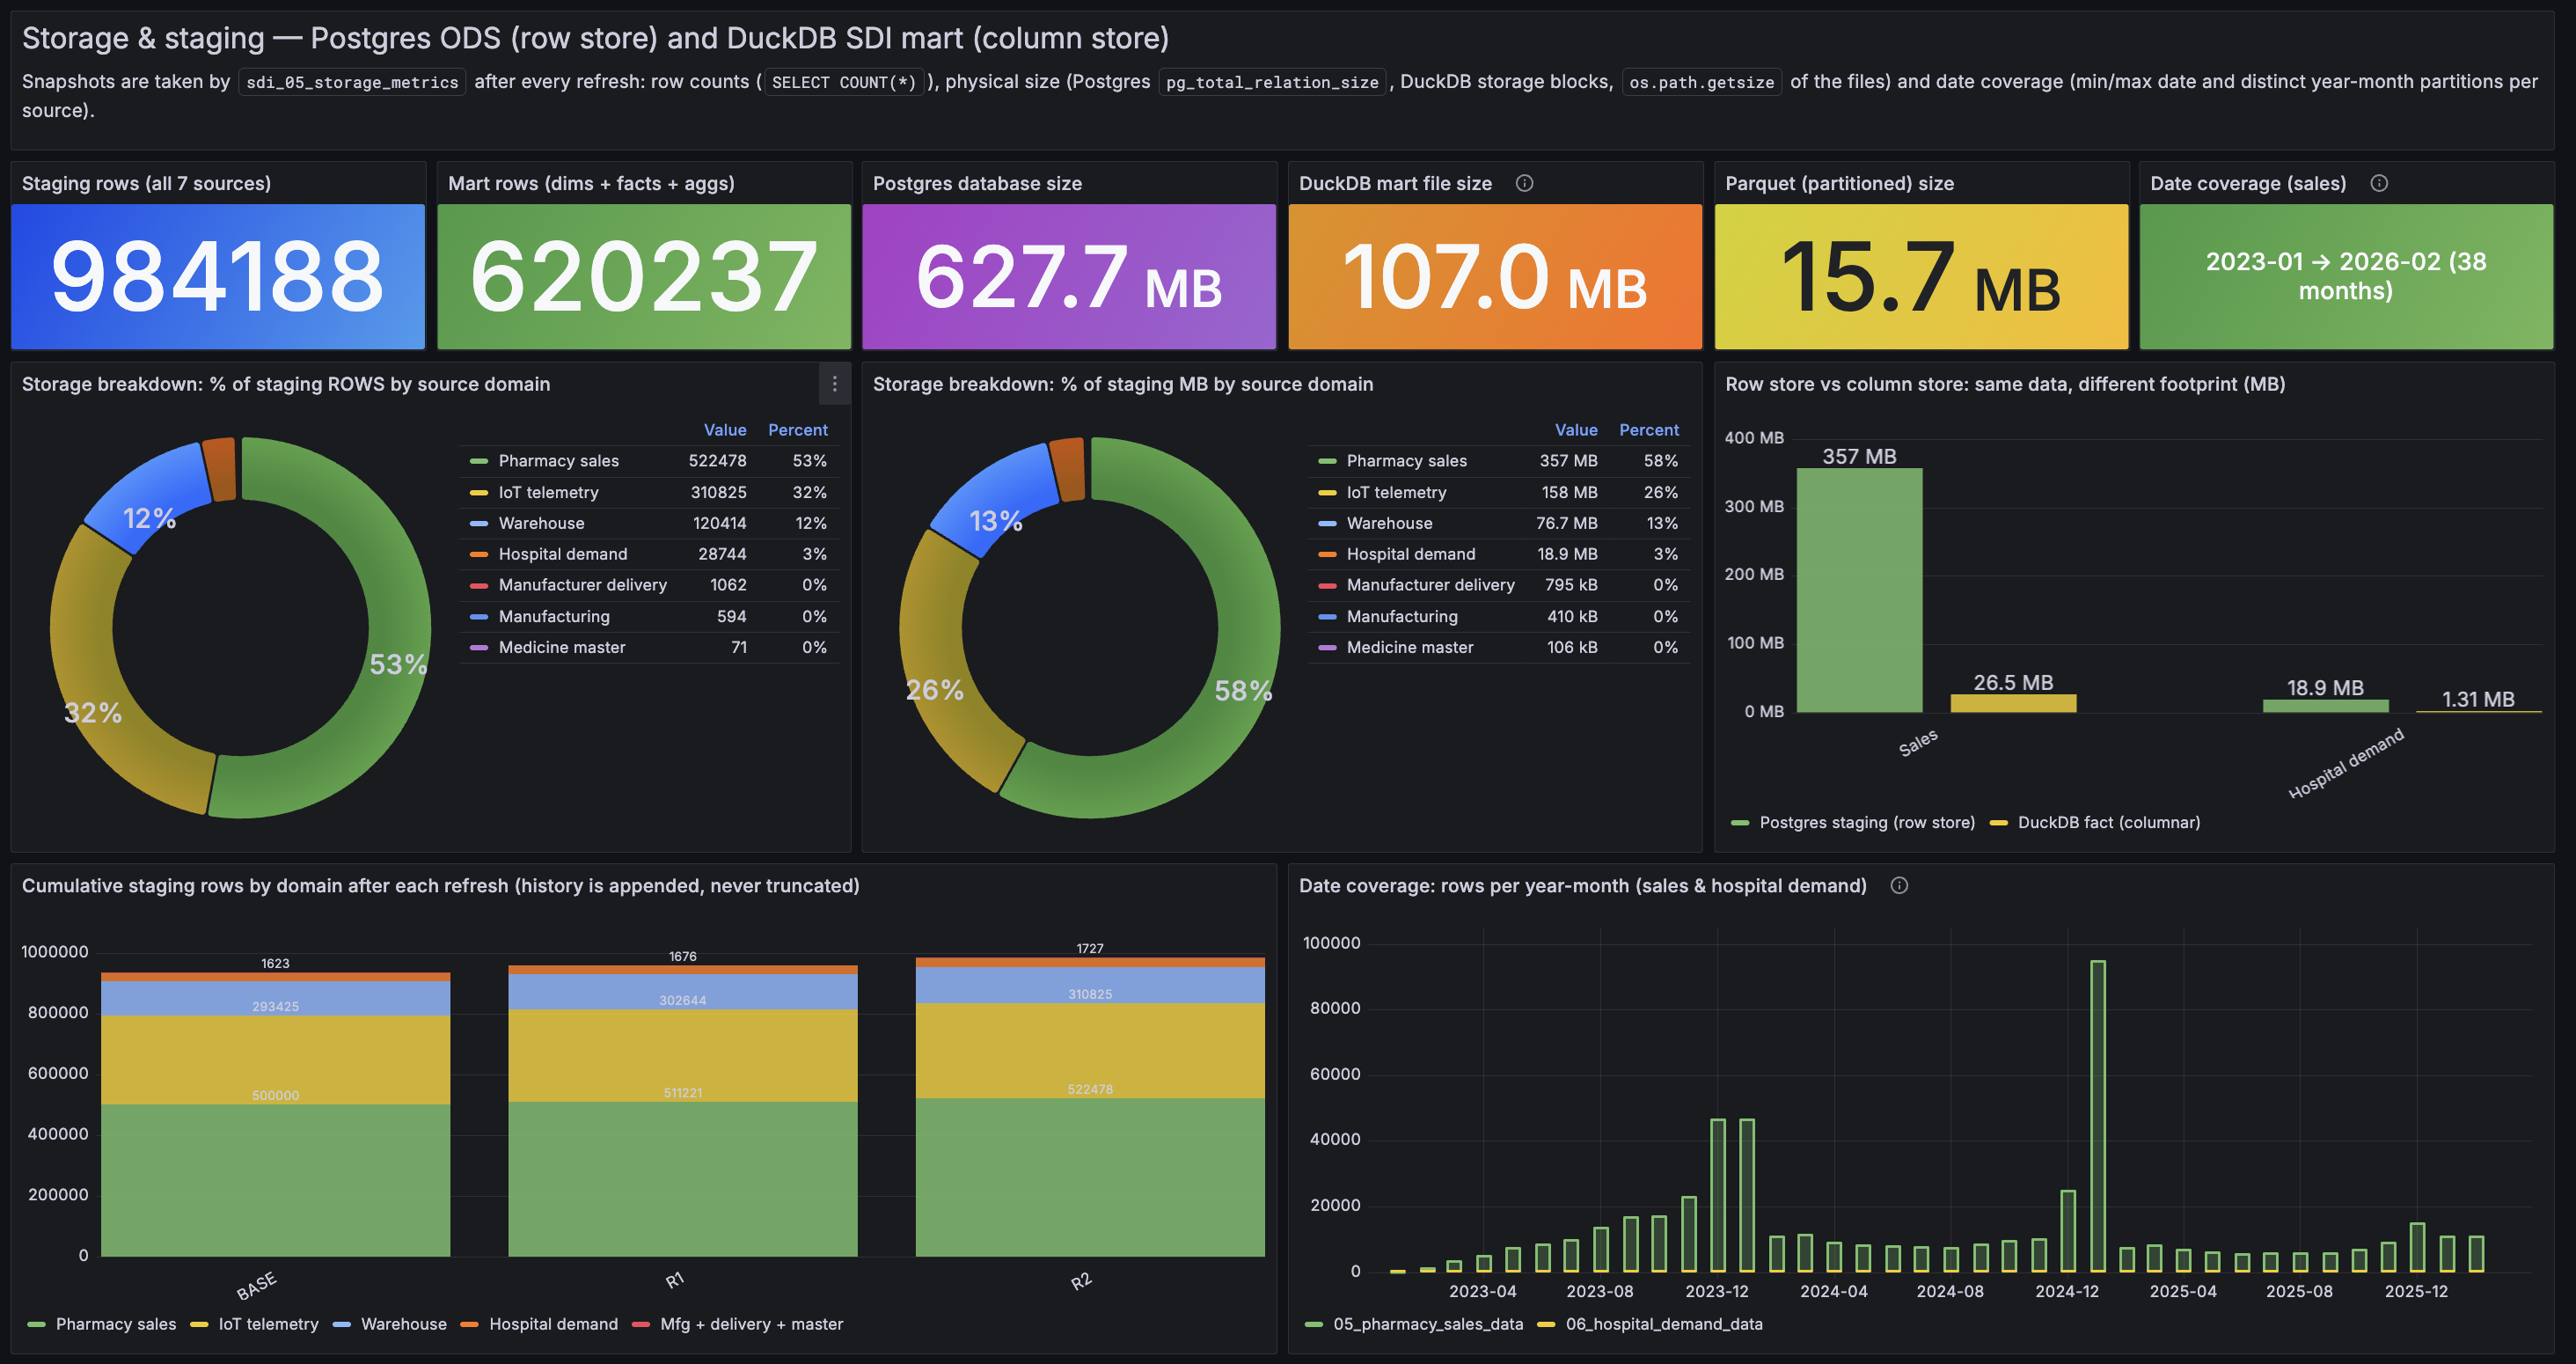 Storage & staging — Postgres ODS (row store) and DuckDB SDI mart (column store)
Snapshots are taken by sdi_05_storage_metrics after every refresh: row counts ( SELECT COUNT(*) ), physical size (Postgres pg_total_relation_size , DuckDB storage blocks, os.path.getsize of the files) and date coverage (min/max date and distinct year-month partitions per
source).
Staging rows (all 7 sources)
984188
Mart rows (dims + facts + aggs)
620237
Postgres database size
627.7 MB
DuckDB mart file size
107.0 MB
Parquet (partitioned) size
15.7 MB
Date coverage (sales)
2023-01 → 2026-02 (38
months)
Storage breakdown: % of staging ROWS by source domain
12%
53%
32%
Value Percent
Pharmacy sales 522478 53%
IoT telemetry 310825 32%
Warehouse 120414 12%
Hospital demand 28744 3%
Manufacturer delivery 1062 0%
Manufacturing 594 0%
Medicine master 71 0%
Storage breakdown: % of staging MB by source domain
13%
26%
58%
Value Percent
Pharmacy sales 357 MB 58%
IoT telemetry 158 MB 26%
Warehouse 76.7 MB 13%
Hospital demand 18.9 MB 3%
Manufacturer delivery 795 kB 0%
Manufacturing 410 kB 0%
Medicine master 106 kB 0%
Row store vs column store: same data, different footprint (MB)
400 MB
357 MB
300 MB
200 MB
100 MB
26.5 MB
18.9 MB
1.31 MB
0 MB
Sales
Hospital demand
Postgres staging (row store) DuckDB fact (columnar)
Cumulative staging rows by domain after each refresh (history is appended, never truncated)
1000000
800000
600000
400000
200000
0
1623
293425
500000
1676
302644
511221
1727
310825
522478
BASE
R1
R2
Pharmacy sales IoT telemetry Warehouse Hospital demand Mfg + delivery + master
Date coverage: rows per year-month (sales & hospital demand)
100000
80000
60000
40000
20000
0
2023-04 2023-08 2023-12 2024-04 2024-08 2024-12 2025-04 2025-08 2025-12
05_pharmacy_sales_data 06_hospital_demand_data